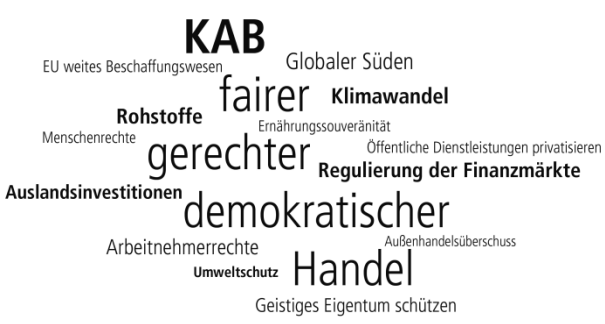 KAB
Globaler Süden
EU weites Beschaffungswesen
fairer
Klimawandel
Rohstoffe
Ernährungssouveränität
Menschenrechte
Öffentliche Dienstleistungen privatisieren
gerechter
Regulierung der Finanzmärkte
Auslandsinvestitionen
demokratischer
Außenhandelsüberschuss
Arbeitnehmerrechte
Umweltschutz
Handel
Geistiges Eigentum schützen